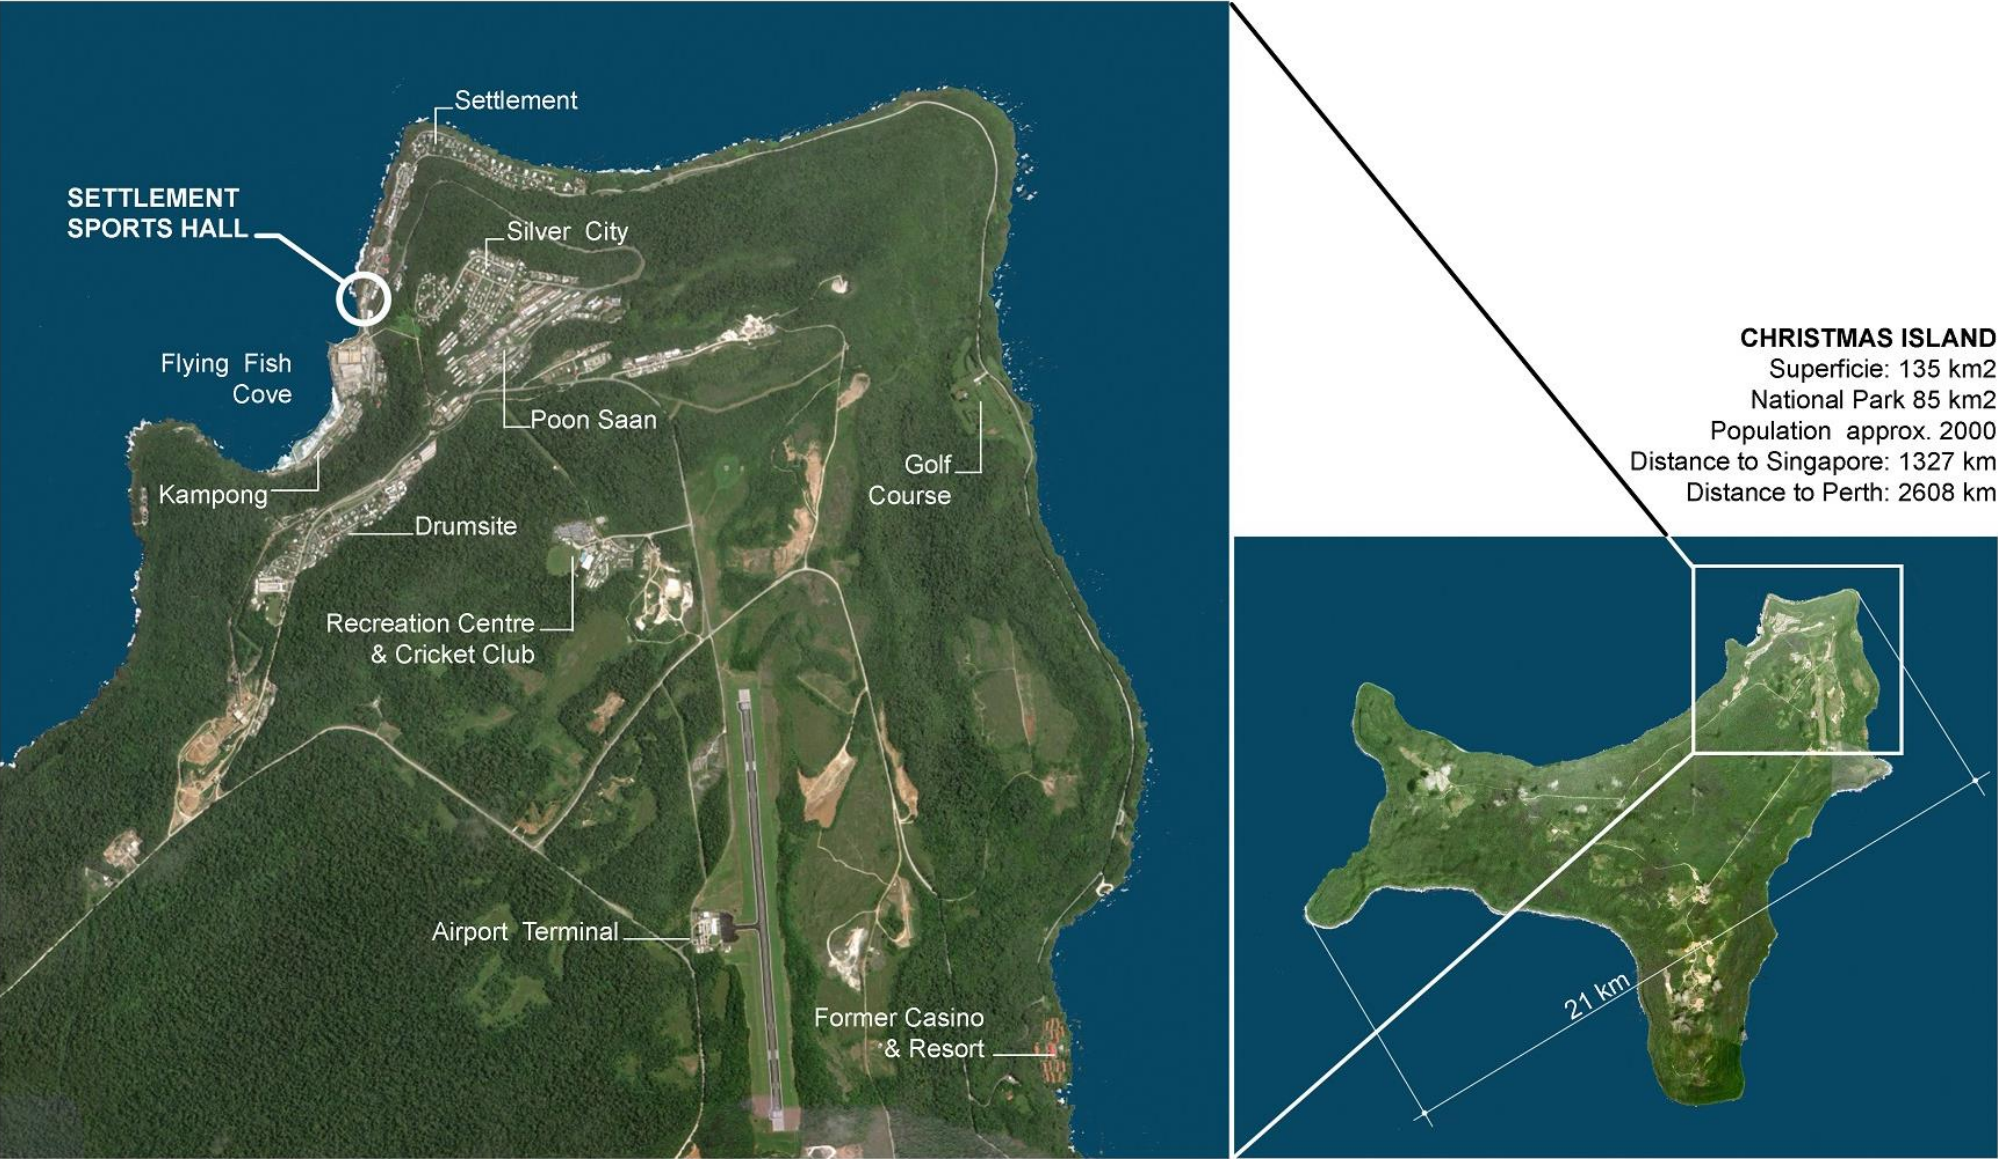 Settlement
SETTLEMENT
SPORTS HALL
Silver City
Flying Fish
Cove
Poon Saan
Golf
Course
Kampong
Drumsite
Recreation Centre
& Cricket Club
Airport Terminal
Former Casino
& Resort
CHRISTMAS ISLAND
Superficie: 135 km2
National Park 85 km2
Population approx. 2000
Distance to Singapore: 1327 km
Distance to Perth: 2608 km
21 km